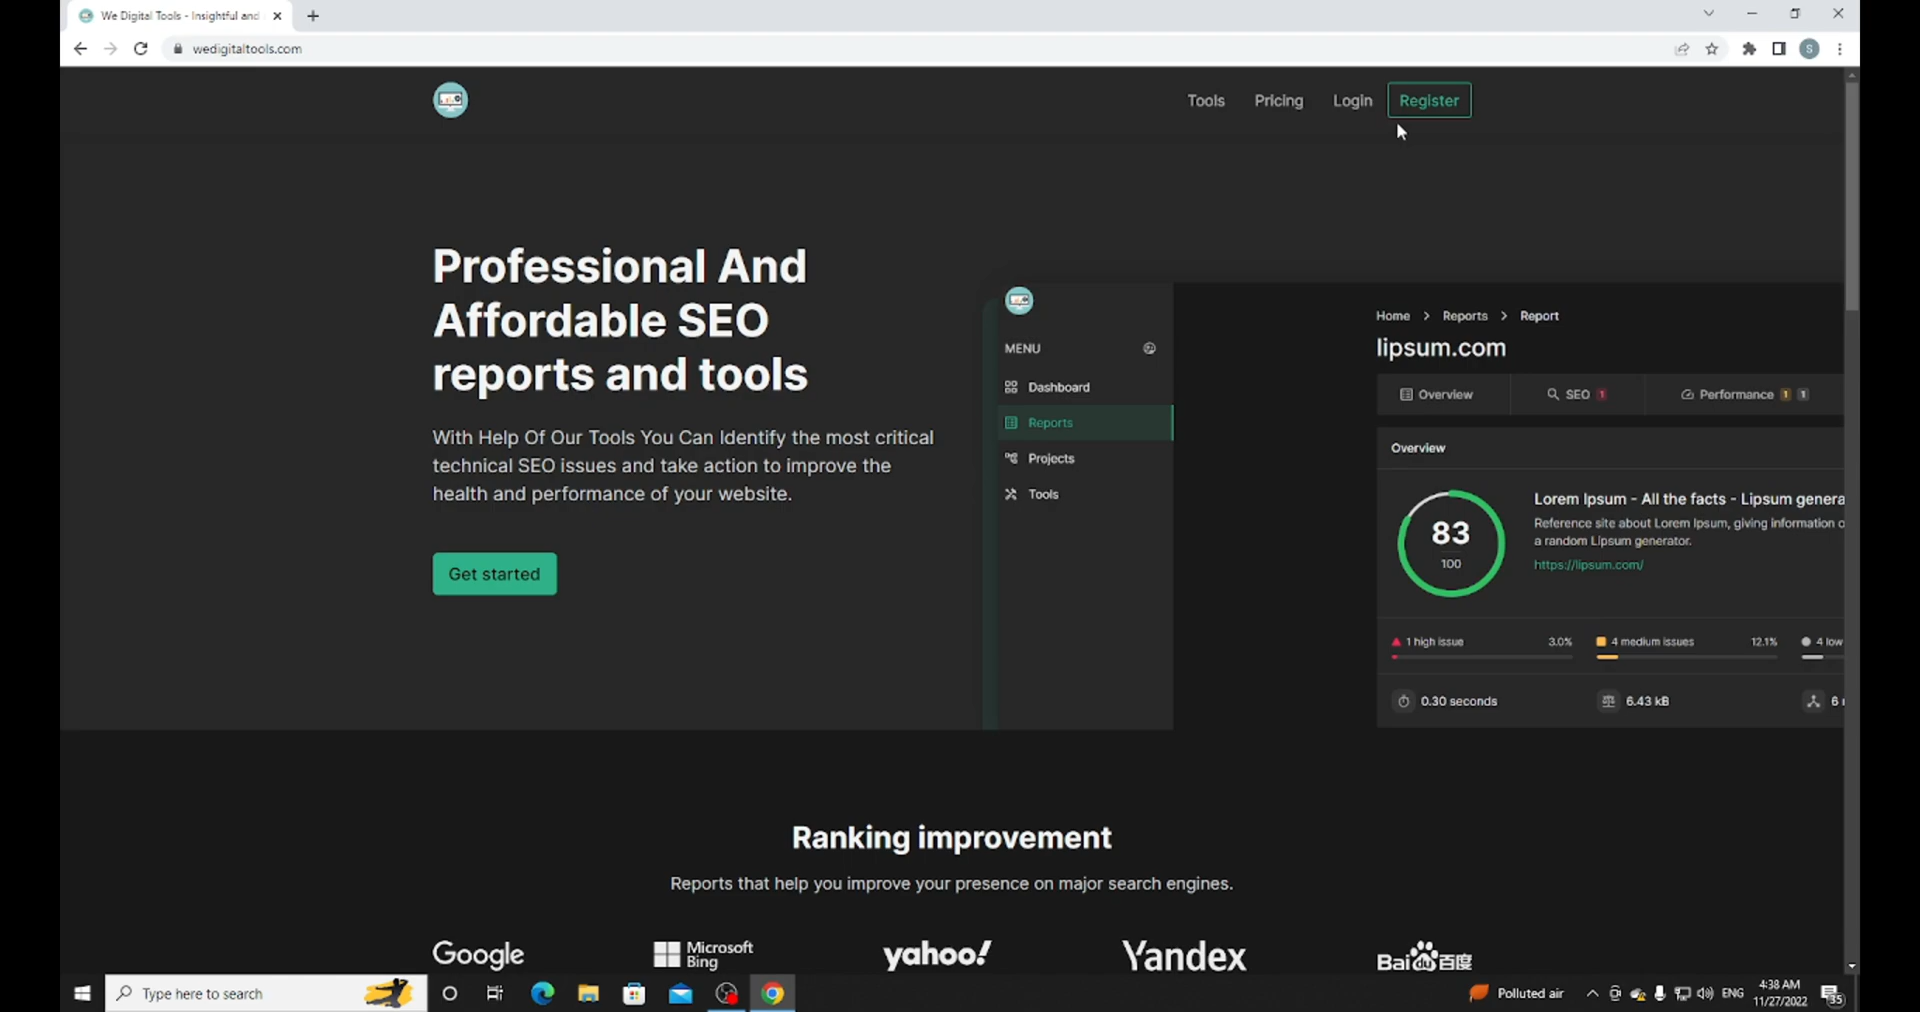 We Digital Tools - Insightful and
wedigitaltools.com
S
Tools Pricing Login Register
Professional And
Affordable SEO
reports and tools
With Help Of Our Tools You Can Identify the most critical
technical SEO issues and take action to improve the
health and performance of your website.
Get started
MENU
Dashboard
Reports
Projects
Tools
Home > Reports > Report
lipsum.com
Overview SEO 1 Performance 1 1
Overview
83
100
Lorem Ipsum - All the facts - Lipsum genera
Reference site about Lorem Ipsum, giving information o
a random Lipsum generator.
https://lipsum.com/
1 high issue 3.0% 4 medium issues 12.1% 4 low
0.30 seconds 6.43 kB 6
Ranking improvement
Reports that help you improve your presence on major search engines.
Google Microsoft Bing yahoo! Yandex Bai du 百度
Type here to search
Polluted air ENG 4:38 AM
11/27/2022
35